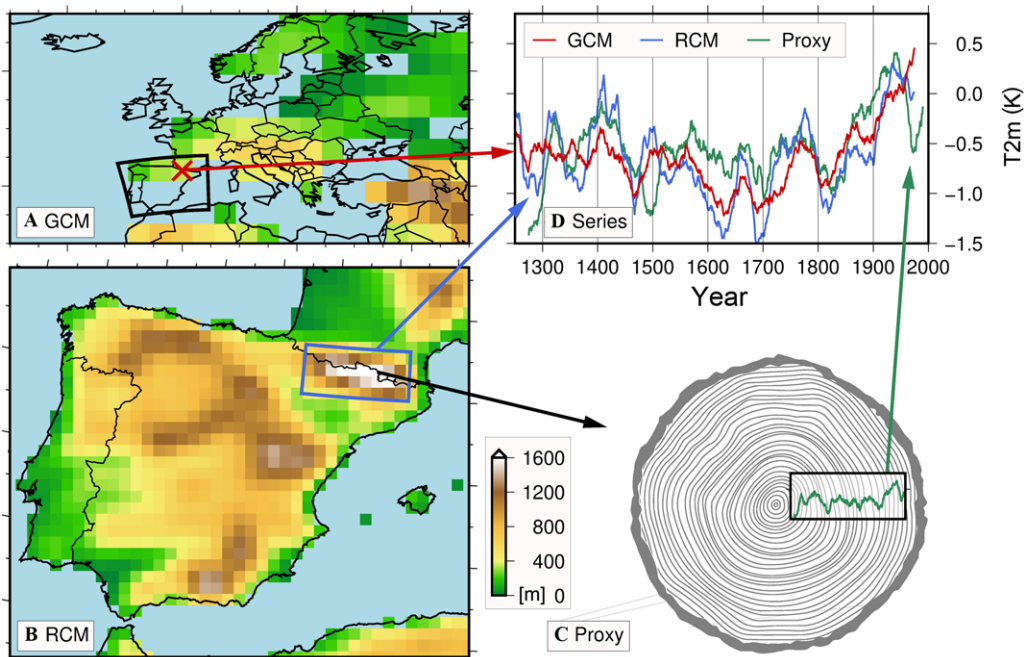 A GCM
GCM RCM Proxy
0.5
0.0
−0.5
−1.0
−1.5
T2m (K)
D Series
1300 1400 1500 1600 1700 1800 1900 2000
Year
B RCM
1600
1200
800
400
[m] 0
C Proxy